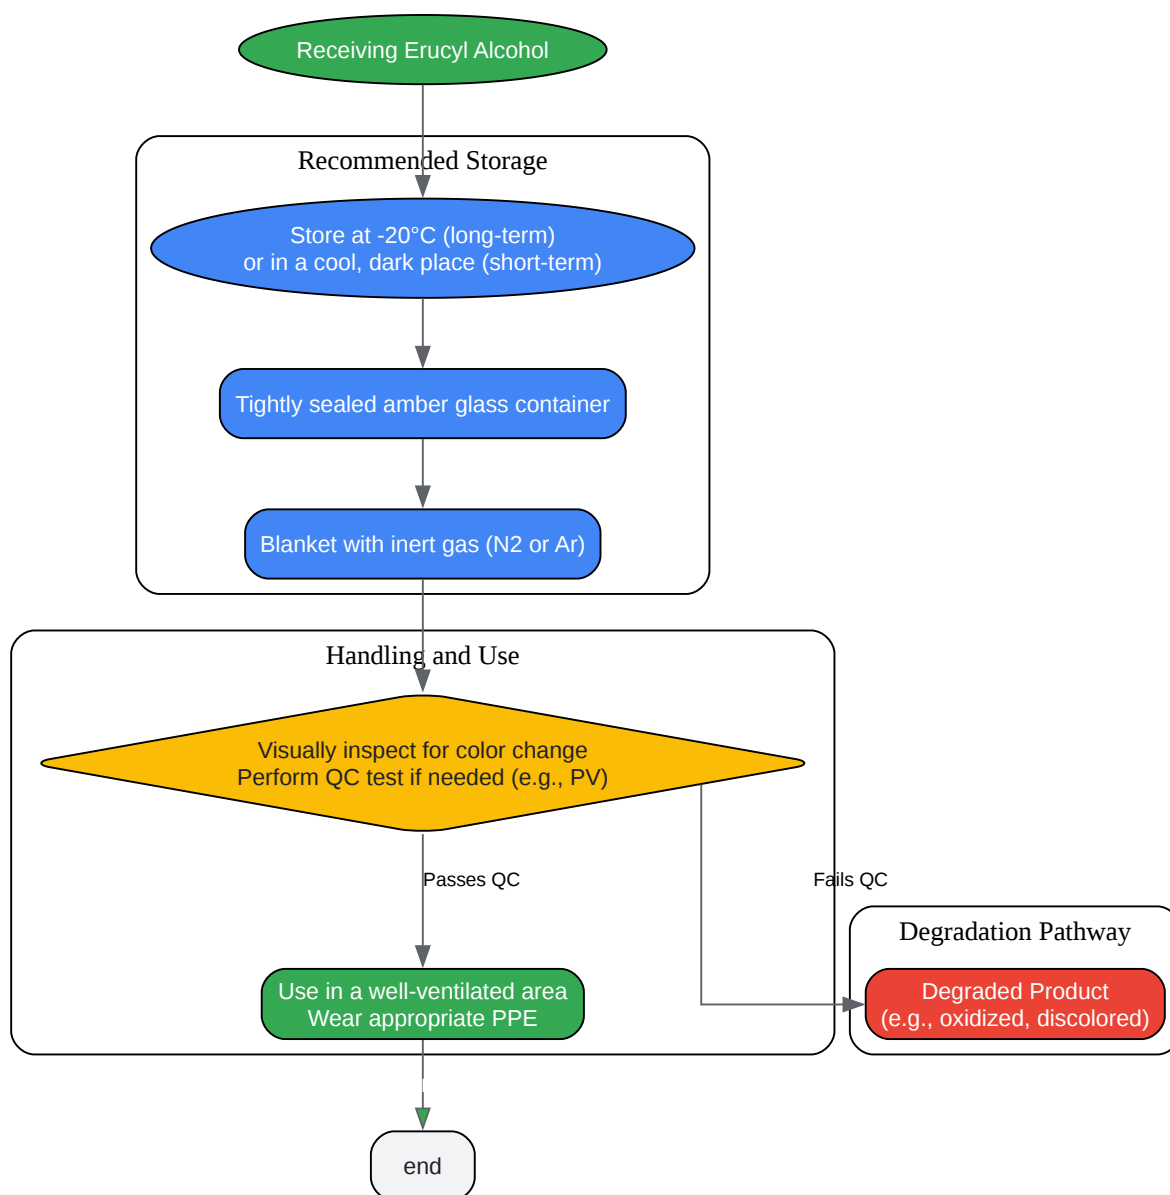 Receiving Erucyl Alcohol
Recommended Storage
Store at -20°C (long-term)
or in a cool, dark place (short-term)
Tightly sealed amber glass container
Blanket with inert gas (N2 or Ar)
Handling and Use
Visually inspect for color change
Perform QC test if needed (e.g., PV)
Passes QC
Fails QC
Degradation Pathway
Use in a well-ventilated area
Wear appropriate PPE
Degraded Product
(e.g., oxidized, discolored)
end